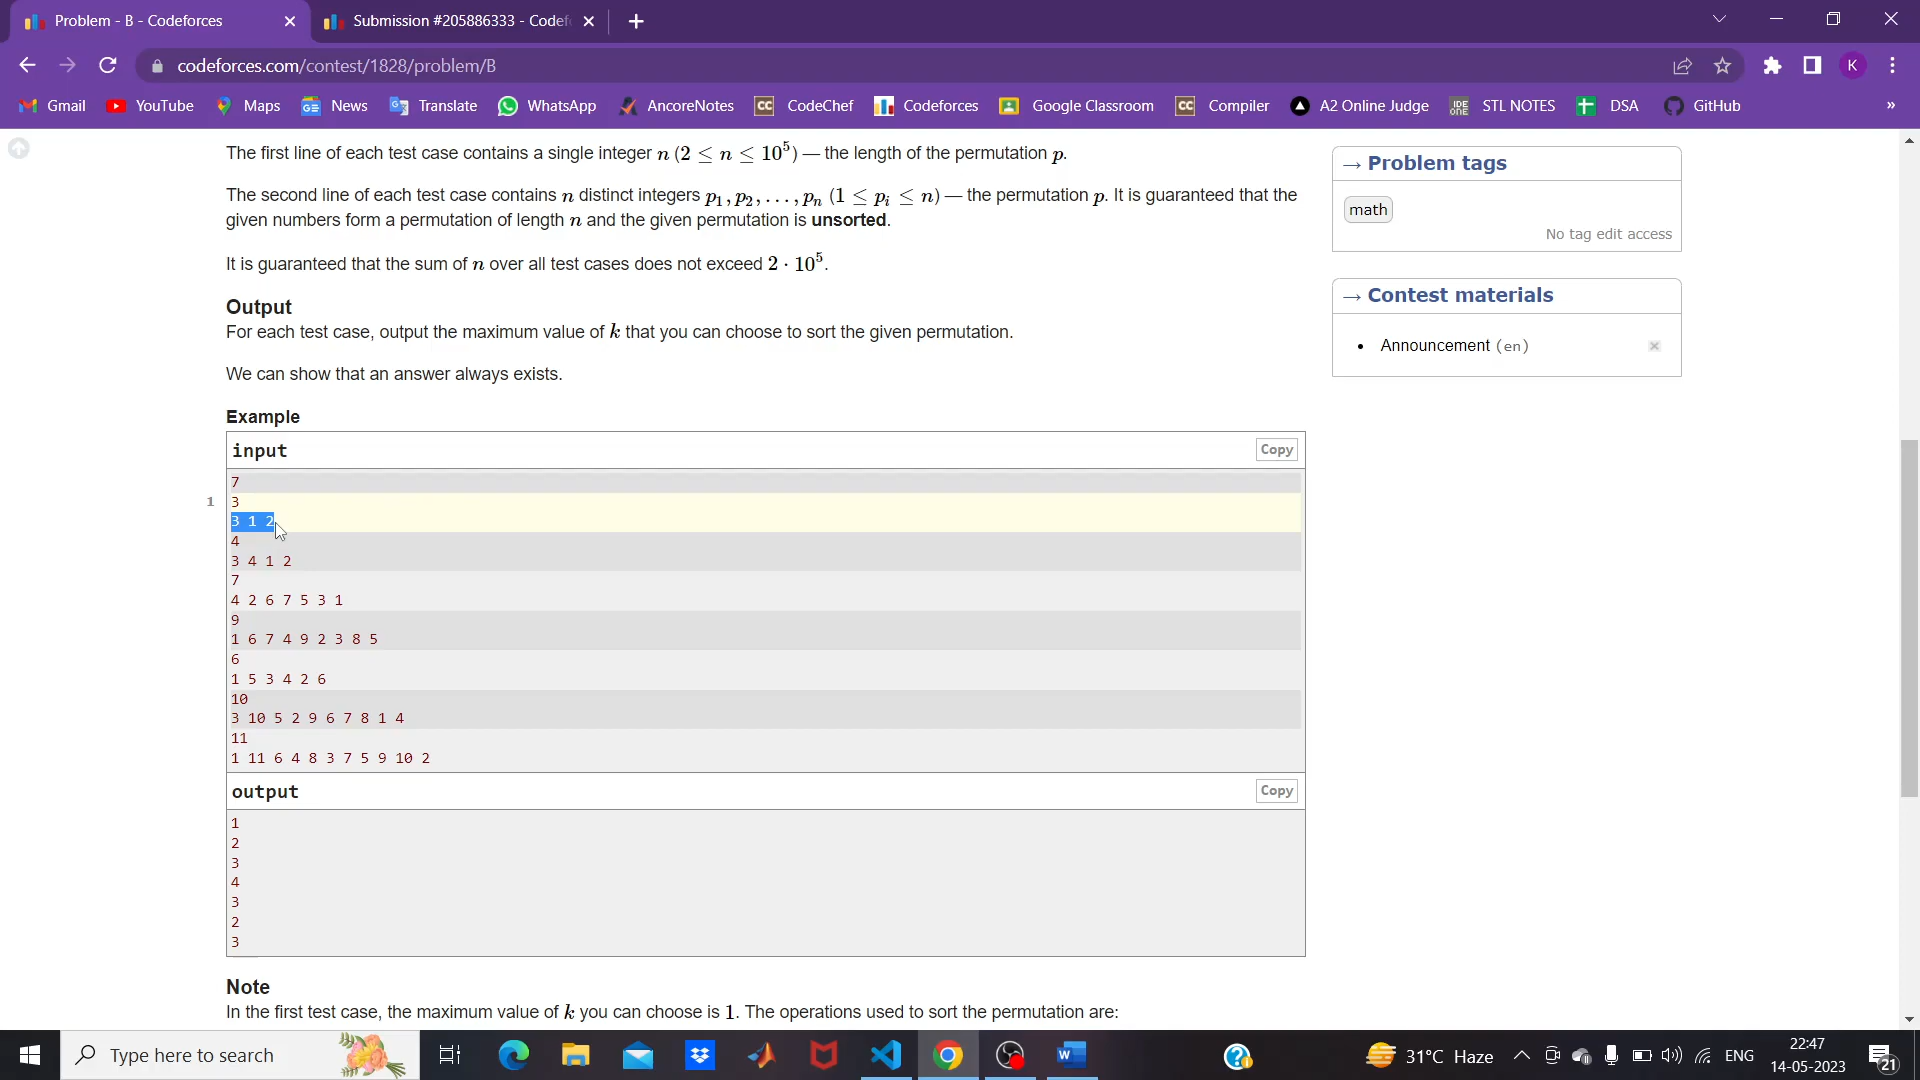 Problem - B - Codeforces
Submission #205886333 - Codef
codeforces.com/contest/1828/problem/B
K
Gmail YouTube Maps News Translate WhatsApp AncoreNotes CodeChef Codeforces Google Classroom Compiler A2 Online Judge STL NOTES DSA GitHub »
The first line of each test case contains a single integer n (2 ≤ n ≤ 10⁵) — the length of the permutation p.
The second line of each test case contains n distinct integers p₁, p₂, . . . , pₙ (1 ≤ pᵢ ≤ n) — the permutation p. It is guaranteed that the
given numbers form a permutation of length n and the given permutation is unsorted.
It is guaranteed that the sum of n over all test cases does not exceed 2 · 10⁵.
Output
For each test case, output the maximum value of k that you can choose to sort the given permutation.
We can show that an answer always exists.
Example
input
Copy
7
1
3
3 1 2
4
3 4 1 2
7
4 2 6 7 5 3 1
9
1 6 7 4 9 2 3 8 5
6
1 5 3 4 2 6
10
3 10 5 2 9 6 7 8 1 4
11
1 11 6 4 8 3 7 5 9 10 2
output
Copy
1
2
3
4
3
2
3
Note
In the first test case, the maximum value of k you can choose is 1. The operations used to sort the permutation are:
→ Problem tags
math
No tag edit access
→ Contest materials
• Announcement (en)
Type here to search
31°C Haze
ENG
22:47
14-05-2023
21